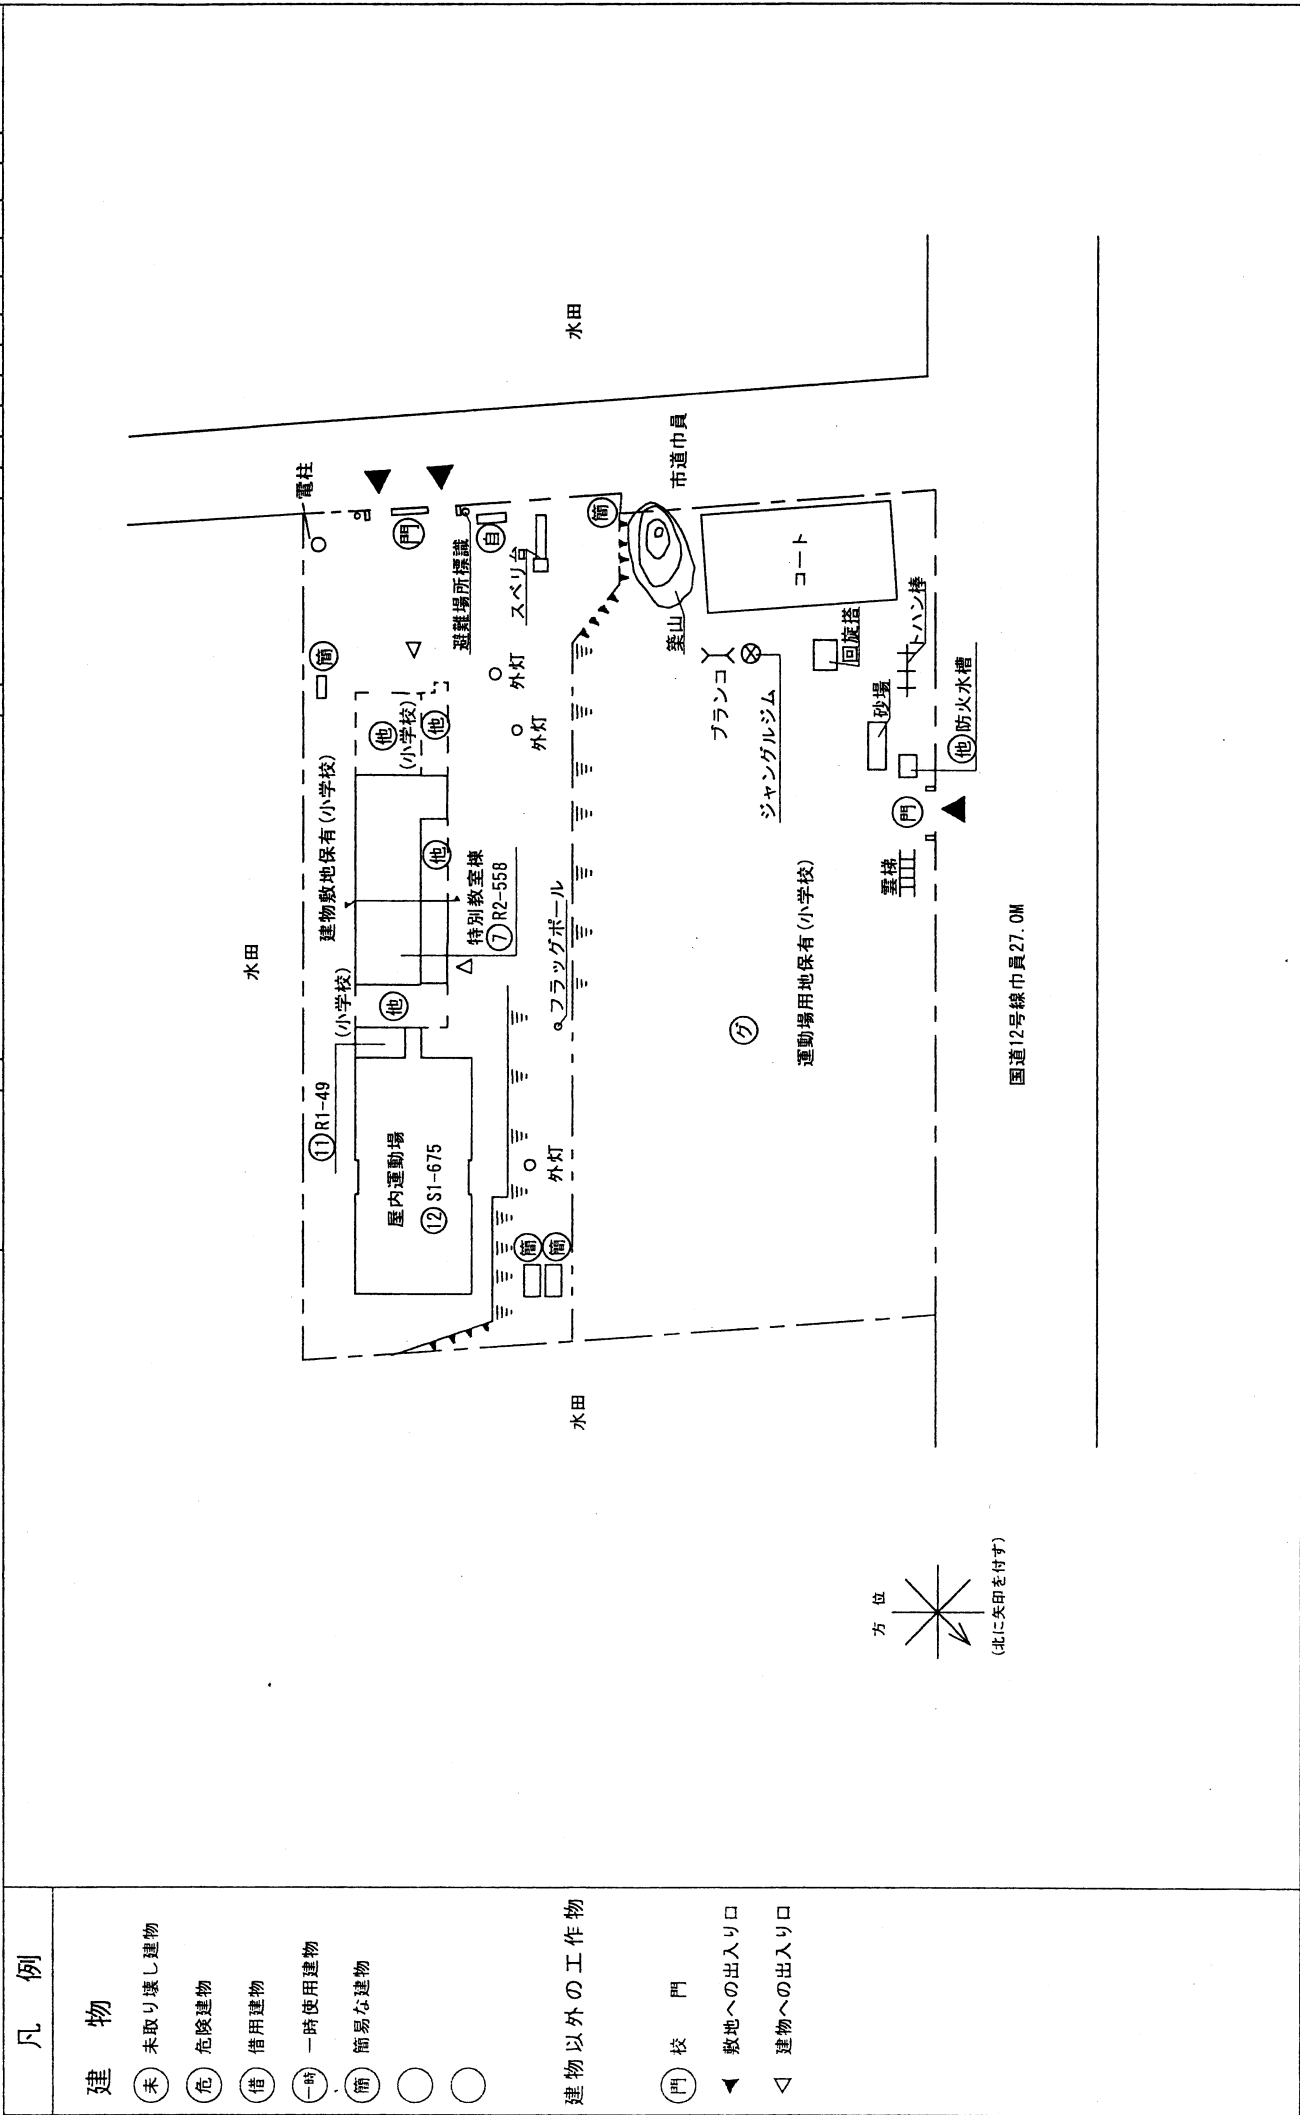 凡 例
建 物
未 未取り壊し建物
危 危険建物
借 借用建物
一時 一時使用建物
簡 簡易な建物
建物以外の工作物
門 校 門
敷地への出入り口
建物への出入り口
水田
水田
水田
電柱
簡
門
避難場所標識
自
スベリ台
簡
市道巾員
築山
コート
外灯
外灯
建物敷地保有(小学校)
他
(小学校)
他
他
特別教室棟
⑦R2-558
(小学校)
他
⑪R1-49
屋内運動場
⑫S1-675
フラッグポール
外灯
簡
簡
ブランコ
ジャングルジム
回旋搭
トハン棒
砂場
他 防火水槽
門
雲梯
グ
運動場用地保有(小学校)
国道12号線巾員27.0M
方 位
(北に矢印を付す)